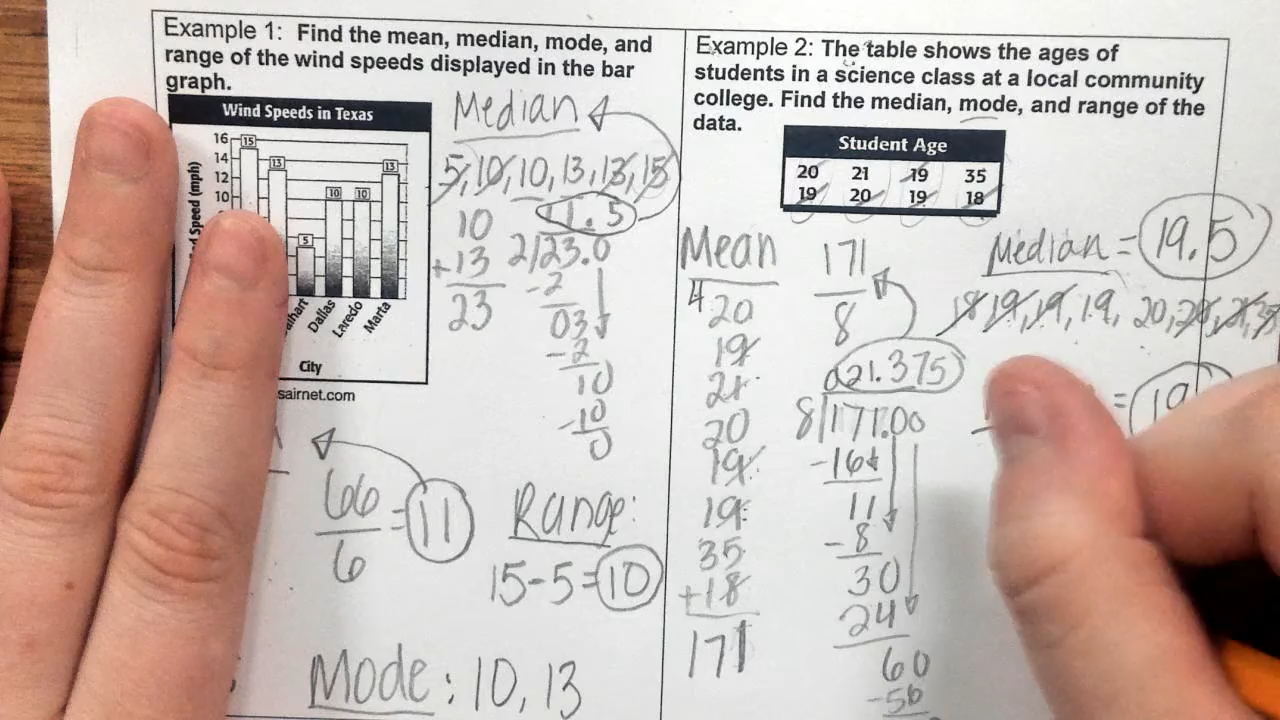 Example 1: Find the mean, median, mode, and
range of the wind speeds displayed in the bar
graph.
Wind Speeds in Texas
16
14
12
10
15
13
5
10
10
13
Speed (mph)
Dallas
Laredo
Marfa
City
sairnet.com
Median
5, 10, 10, 13, 13, 15
10
+13
23
11.5
2/23.0
-2
03
-2
10
-10
0
66
6
=11
Range:
15-5=10
Mode: 10, 13
Example 2: The table shows the ages of
students in a science class at a local community
college. Find the median, mode, and range of the
data.
Student Age
20 21 19 35
19 20 19 18
Mean
20
19
21
20
19
19
35
+18
171
171
8
21.375
8/171.00
-16
11
-8
30
24
60
-56
Median = 19.5
18, 19, 19, 19, 20, 20, 21, 35
= 19